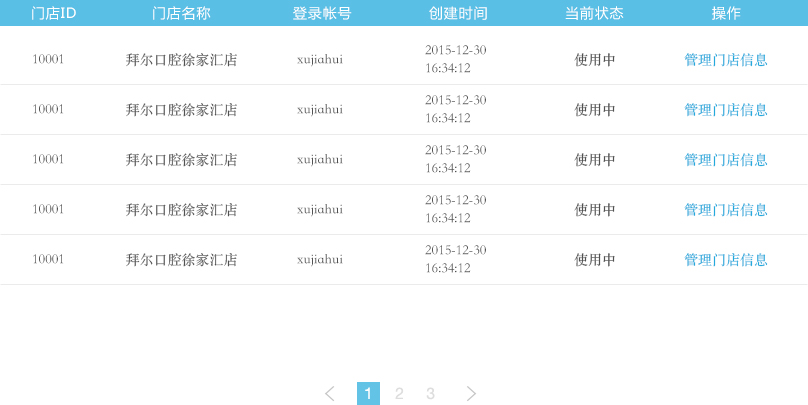 门店ID 门店名称 登录帐号 创建时间 当前状态 操作
10001 拜尔口腔徐家汇店 xujiahui 2015-12-30 16:34:12 使用中 管理门店信息
10001 拜尔口腔徐家汇店 xujiahui 2015-12-30 16:34:12 使用中 管理门店信息
10001 拜尔口腔徐家汇店 xujiahui 2015-12-30 16:34:12 使用中 管理门店信息
10001 拜尔口腔徐家汇店 xujiahui 2015-12-30 16:34:12 使用中 管理门店信息
10001 拜尔口腔徐家汇店 xujiahui 2015-12-30 16:34:12 使用中 管理门店信息
1 2 3